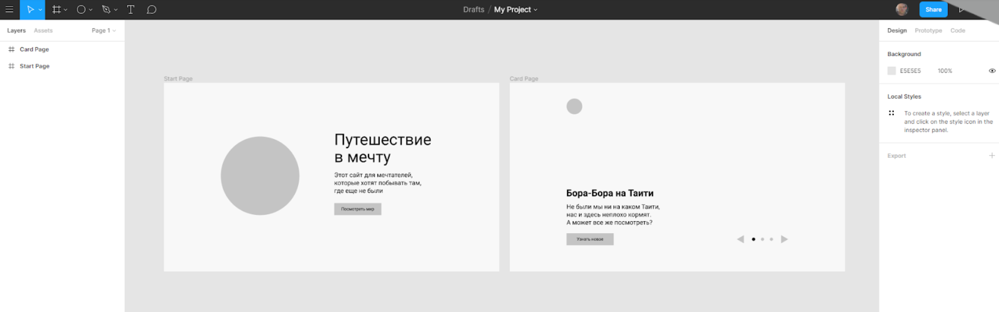 Drafts / My Project
Share
Layers Assets Page 1
Card Page
Start Page
Start Page
Путешествие
в мечту
Этот сайт для мечтателей,
которые хотят побывать там,
где еще не были
Посмотреть мир
Card Page
Бора-Бора на Таити
Не были мы ни на каком Таити,
нас и здесь неплохо кормят.
А может все же посмотреть?
Узнать новое
Design Prototype Code
Background
E5E5E5 100%
Local Styles
To create a style, select a layer
and click on the style icon in the
inspector panel.
Export